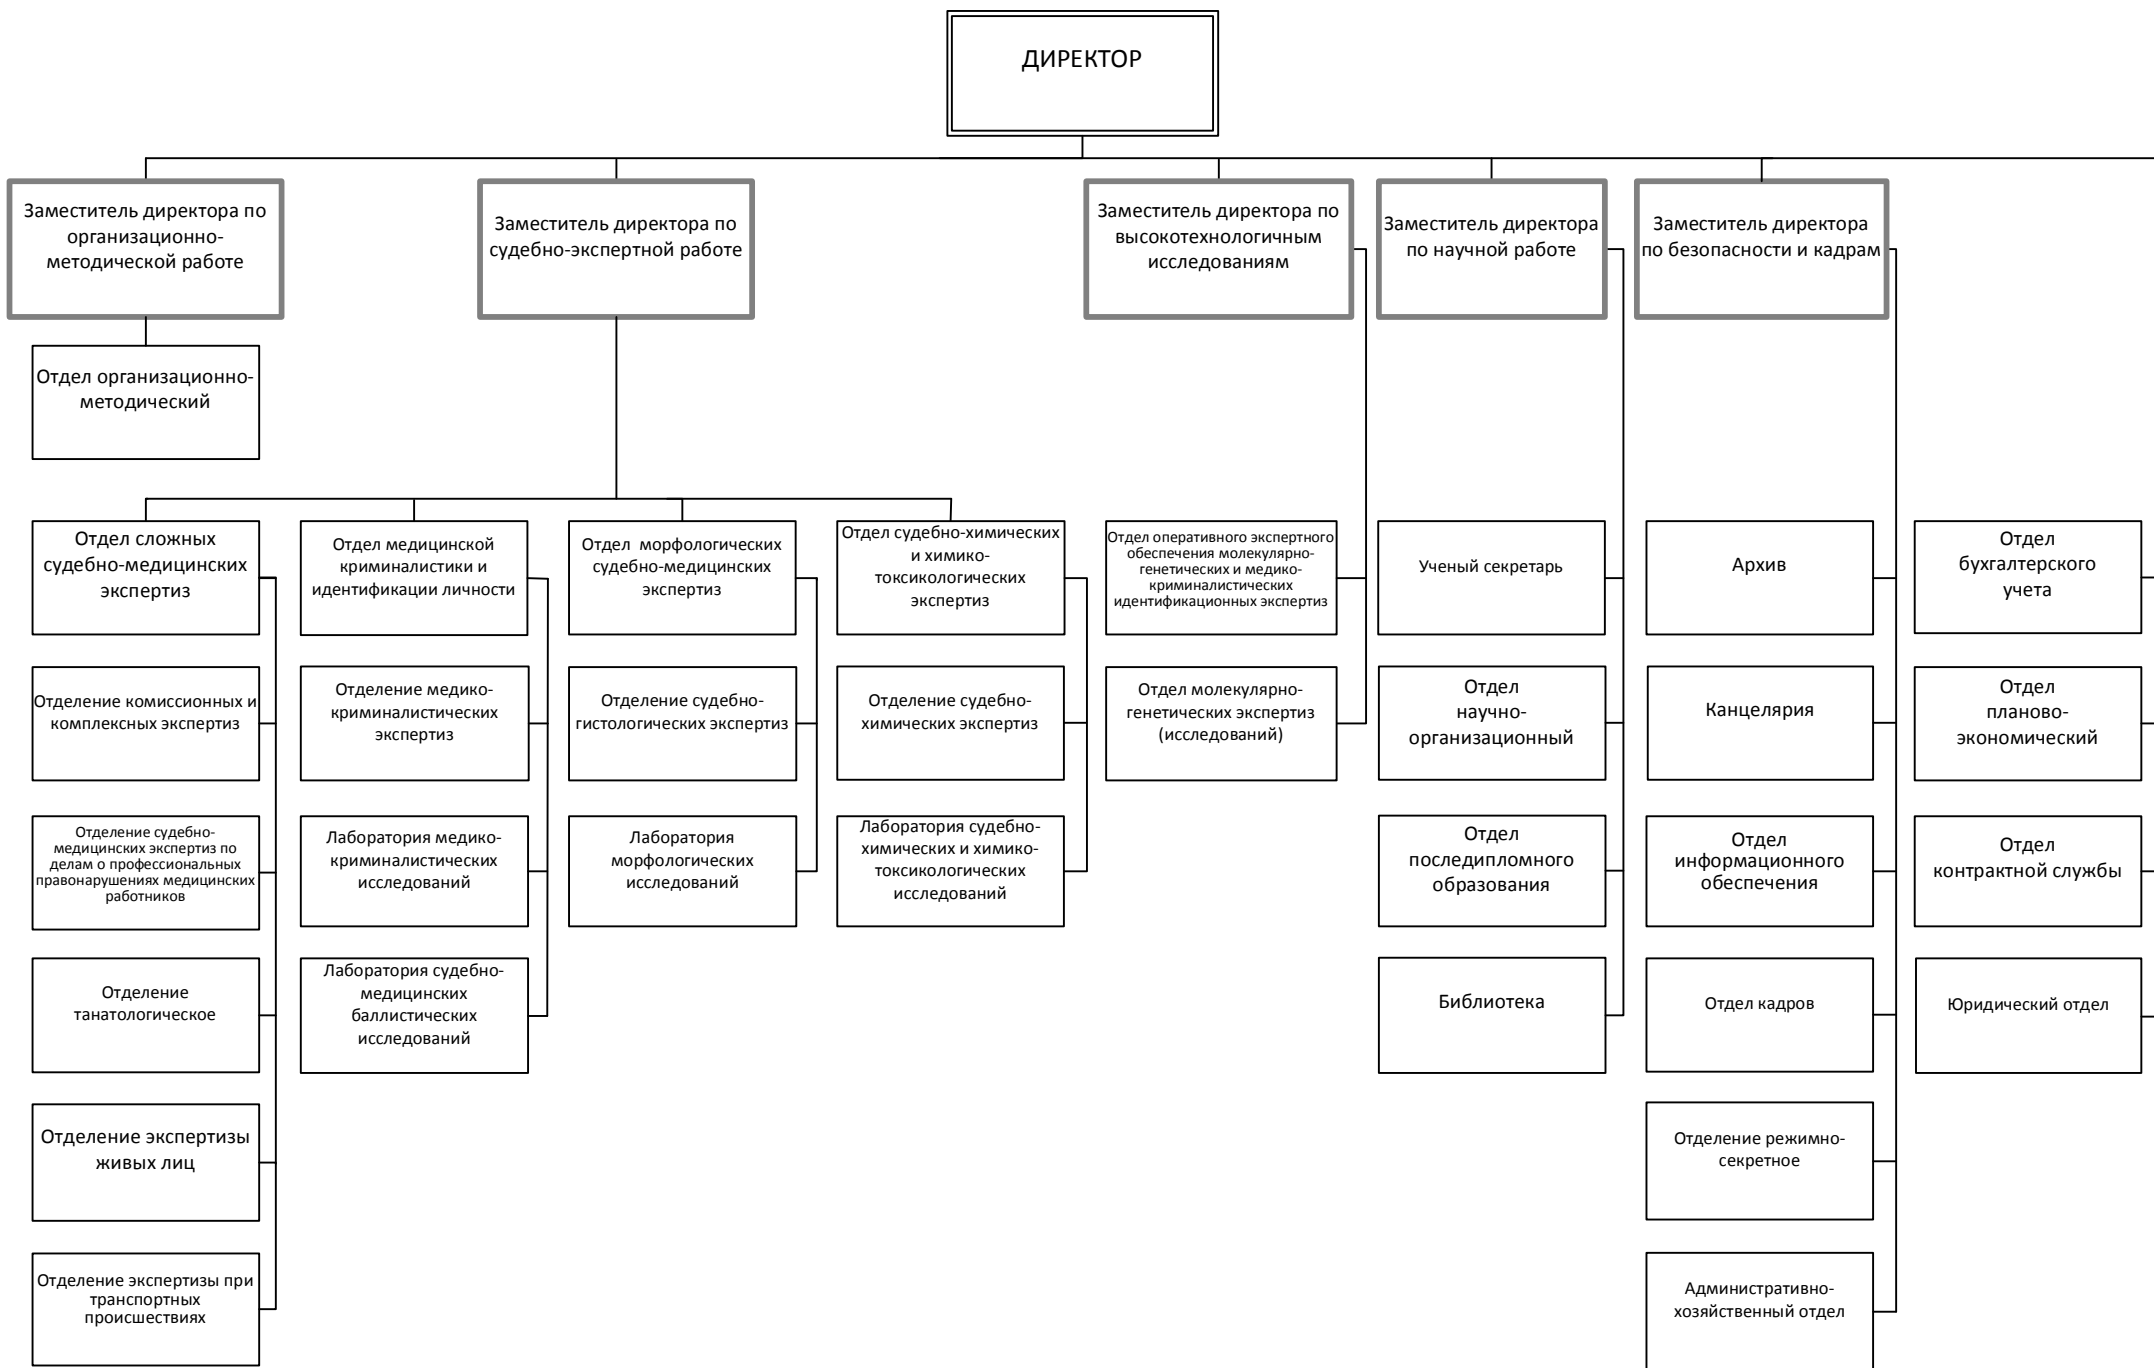 ДИРЕКТОР
Заместитель директора по
организационно-
методической работе
Заместитель директора по
судебно-экспертной работе
Заместитель директора по
высокотехнологичным
исследованиям
Заместитель директора
по научной работе
Заместитель директора
по безопасности и кадрам
Отдел организационно-
методический
Отдел сложных
судебно-медицинских
экспертиз
Отдел медицинской
криминалистики и
идентификации личности
Отдел морфологических
судебно-медицинских
экспертиз
Отдел судебно-химических
и химико-
токсикологических
экспертиз
Отдел оперативного экспертного
обеспечения молекулярно-
генетических и медико-
криминалистических
идентификационных экспертиз
Ученый секретарь
Архив
Отдел
бухгалтерского
учета
Отделение комиссионных и
комплексных экспертиз
Отделение медико-
криминалистических
экспертиз
Отделение судебно-
гистологических экспертиз
Отделение судебно-
химических экспертиз
Отдел молекулярно-
генетических экспертиз
(исследований)
Отдел
научно-
организационный
Канцелярия
Отдел
планово-
экономический
Отделение судебно-
медицинских экспертиз по
делам о профессиональных
правонарушениях медицинских
работников
Лаборатория медико-
криминалистических
исследований
Лаборатория
морфологических
исследований
Лаборатория судебно-
химических и химико-
токсикологических
исследований
Отдел
последипломного
образования
Отдел
информационного
обеспечения
Отдел
контрактной службы
Отделение
танатологическое
Лаборатория судебно-
медицинских
баллистических
исследований
Библиотека
Отдел кадров
Юридический отдел
Отделение экспертизы
живых лиц
Отделение режимно-
секретное
Отделение экспертизы при
транспортных
происшествиях
Административно-
хозяйственный отдел